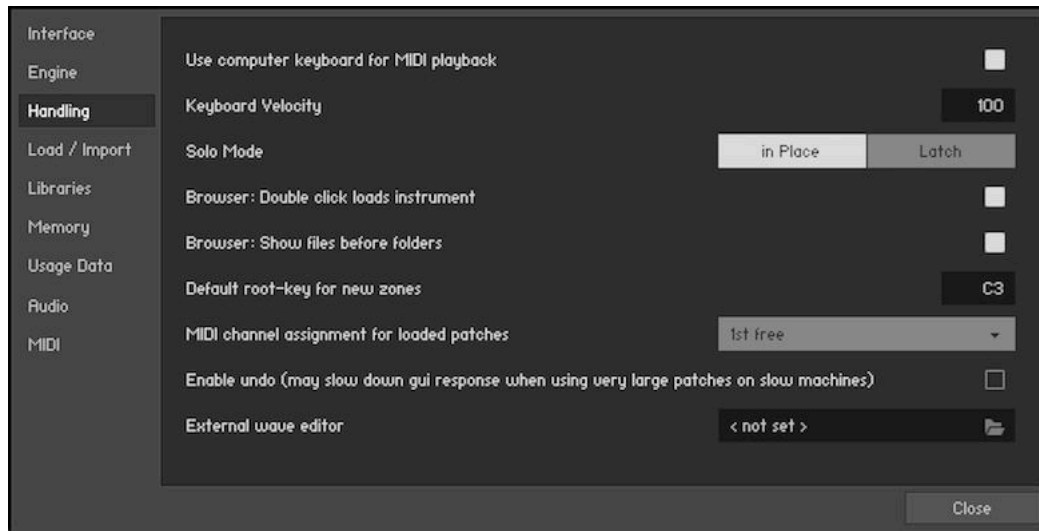 Interface
Engine
Handling
Load / Import
Libraries
Memory
Usage Data
Audio
MIDI
Use computer keyboard for MIDI playback
Keyboard Velocity 100
Solo Mode in Place Latch
Browser: Double click loads instrument
Browser: Show files before folders
Default root-key for new zones C3
MIDI channel assignment for loaded patches 1st free
Enable undo (may slow down gui response when using very large patches on slow machines)
External wave editor < not set >
Close